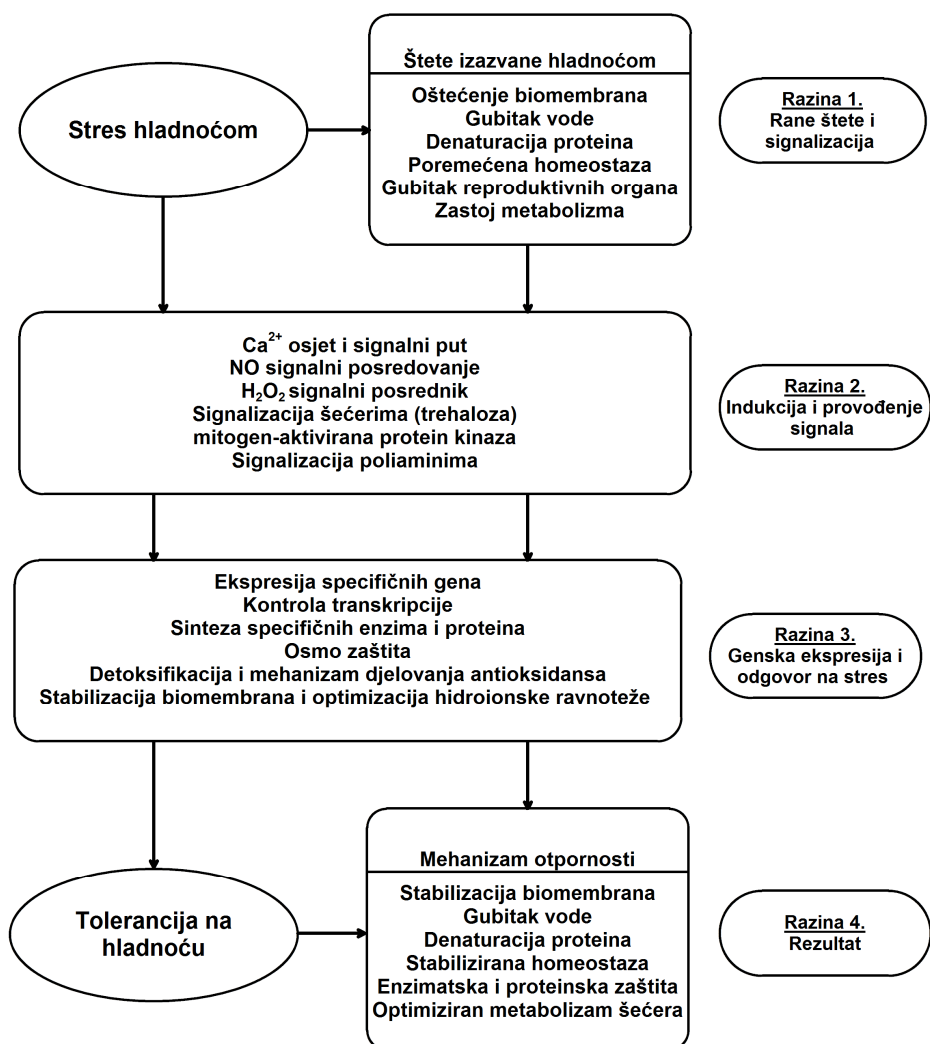 Stres hladnoćom
Štete izazvane hladnoćom
Oštećenje biomembrana
Gubitak vode
Denaturacija proteina
Poremećena homeostaza
Gubitak reproduktivnih organa
Zastoj metabolizma
Razina 1.
Rane štete i
signalizacija
Ca²⁺ osjet i signalni put
NO signalni posredovanje
H₂O₂ signalni posrednik
Signalizacija šećerima (trehaloza)
mitogen-aktivirana protein kinaza
Signalizacija poliaminima
Razina 2.
Indukcija i provođenje
signala
Ekspresija specifičnih gena
Kontrola transkripcije
Sinteza specifičnih enzima i proteina
Osmo zaštita
Detoksifikacija i mehanizam djelovanja antioksidansa
Stabilizacija biomembrana i optimizacija hidroionske ravnoteže
Razina 3.
Genska ekspresija i
odgovor na stres
Tolerancija na
hladnoću
Mehanizam otpornosti
Stabilizacija biomembrana
Gubitak vode
Denaturacija proteina
Stabilizirana homeostaza
Enzimatska i proteinska zaštita
Optimiziran metabolizam šećera
Razina 4.
Rezultat